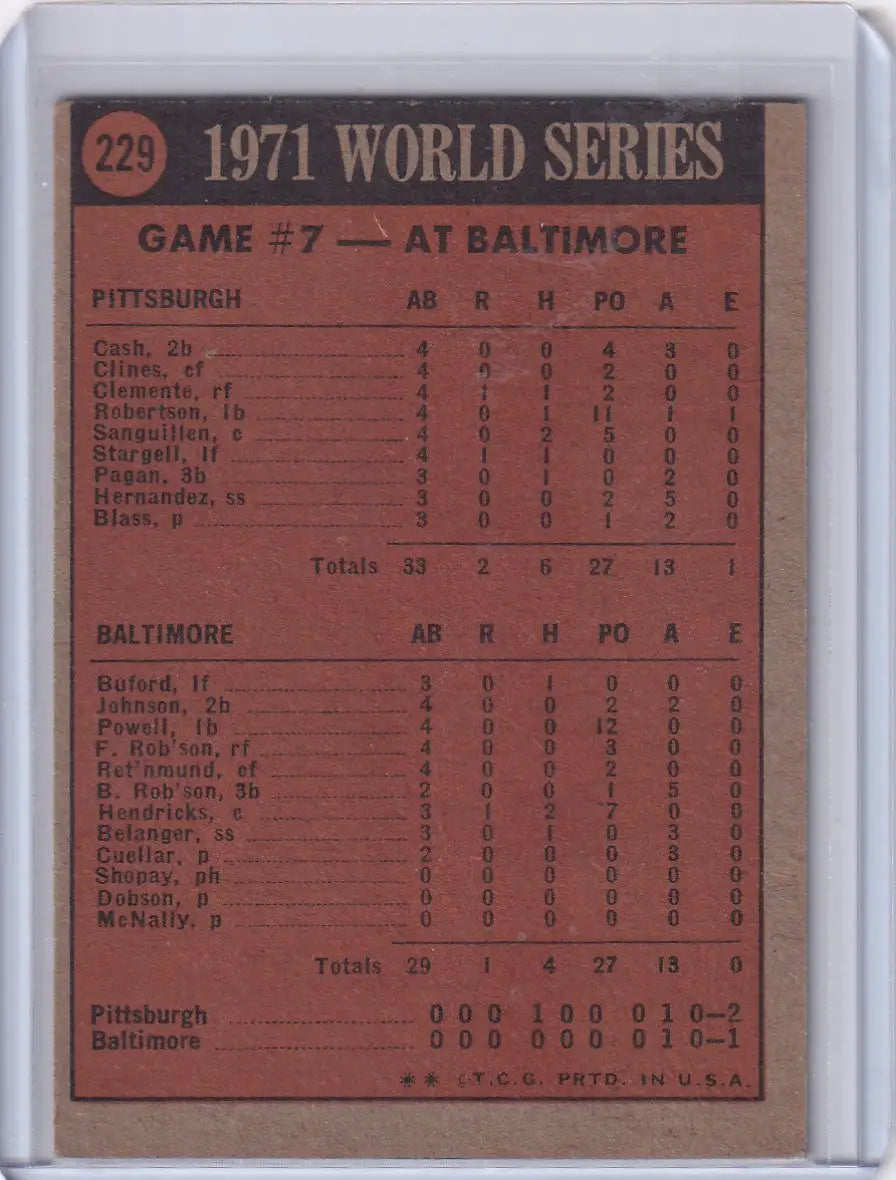 229 1971 WORLD SERIES
GAME #7 — AT BALTIMORE
PITTSBURGH AB R H PO A E
Cash, 2b 4 0 0 4 3 0
Clines, cf 4 0 0 2 0 0
Clemente, rf 4 1 1 2 0 0
Robertson, 1b 4 0 1 11 1 1
Sanguillen, c 4 0 2 5 0 0
Stargell, lf 4 1 1 0 0 0
Pagan, 3b 3 0 1 0 2 0
Hernandez, ss 3 0 0 2 5 0
Blass, p 3 0 0 1 2 0
Totals 33 2 6 27 13 1
BALTIMORE AB R H PO A E
Buford, lf 3 0 1 0 0 0
Johnson, 2b 4 0 0 2 2 0
Powell, 1b 4 0 0 12 0 0
F. Rob'son, rf 4 0 0 3 0 0
Ret'nmund, cf 4 0 0 2 0 0
B. Rob'son, 3b 2 0 0 1 5 0
Hendricks, c 3 1 2 7 0 0
Belanger, ss 3 0 1 0 3 0
Cuellar, p 2 0 0 0 3 0
Shopay, ph 0 0 0 0 0 0
Dobson, p 0 0 0 0 0 0
McNally, p 0 0 0 0 0 0
Totals 29 1 4 27 13 0
Pittsburgh 0 0 0 1 0 0 0 1 0—2
Baltimore 0 0 0 0 0 0 0 1 0—1
** ©T.C.G. PRTD. IN U.S.A.